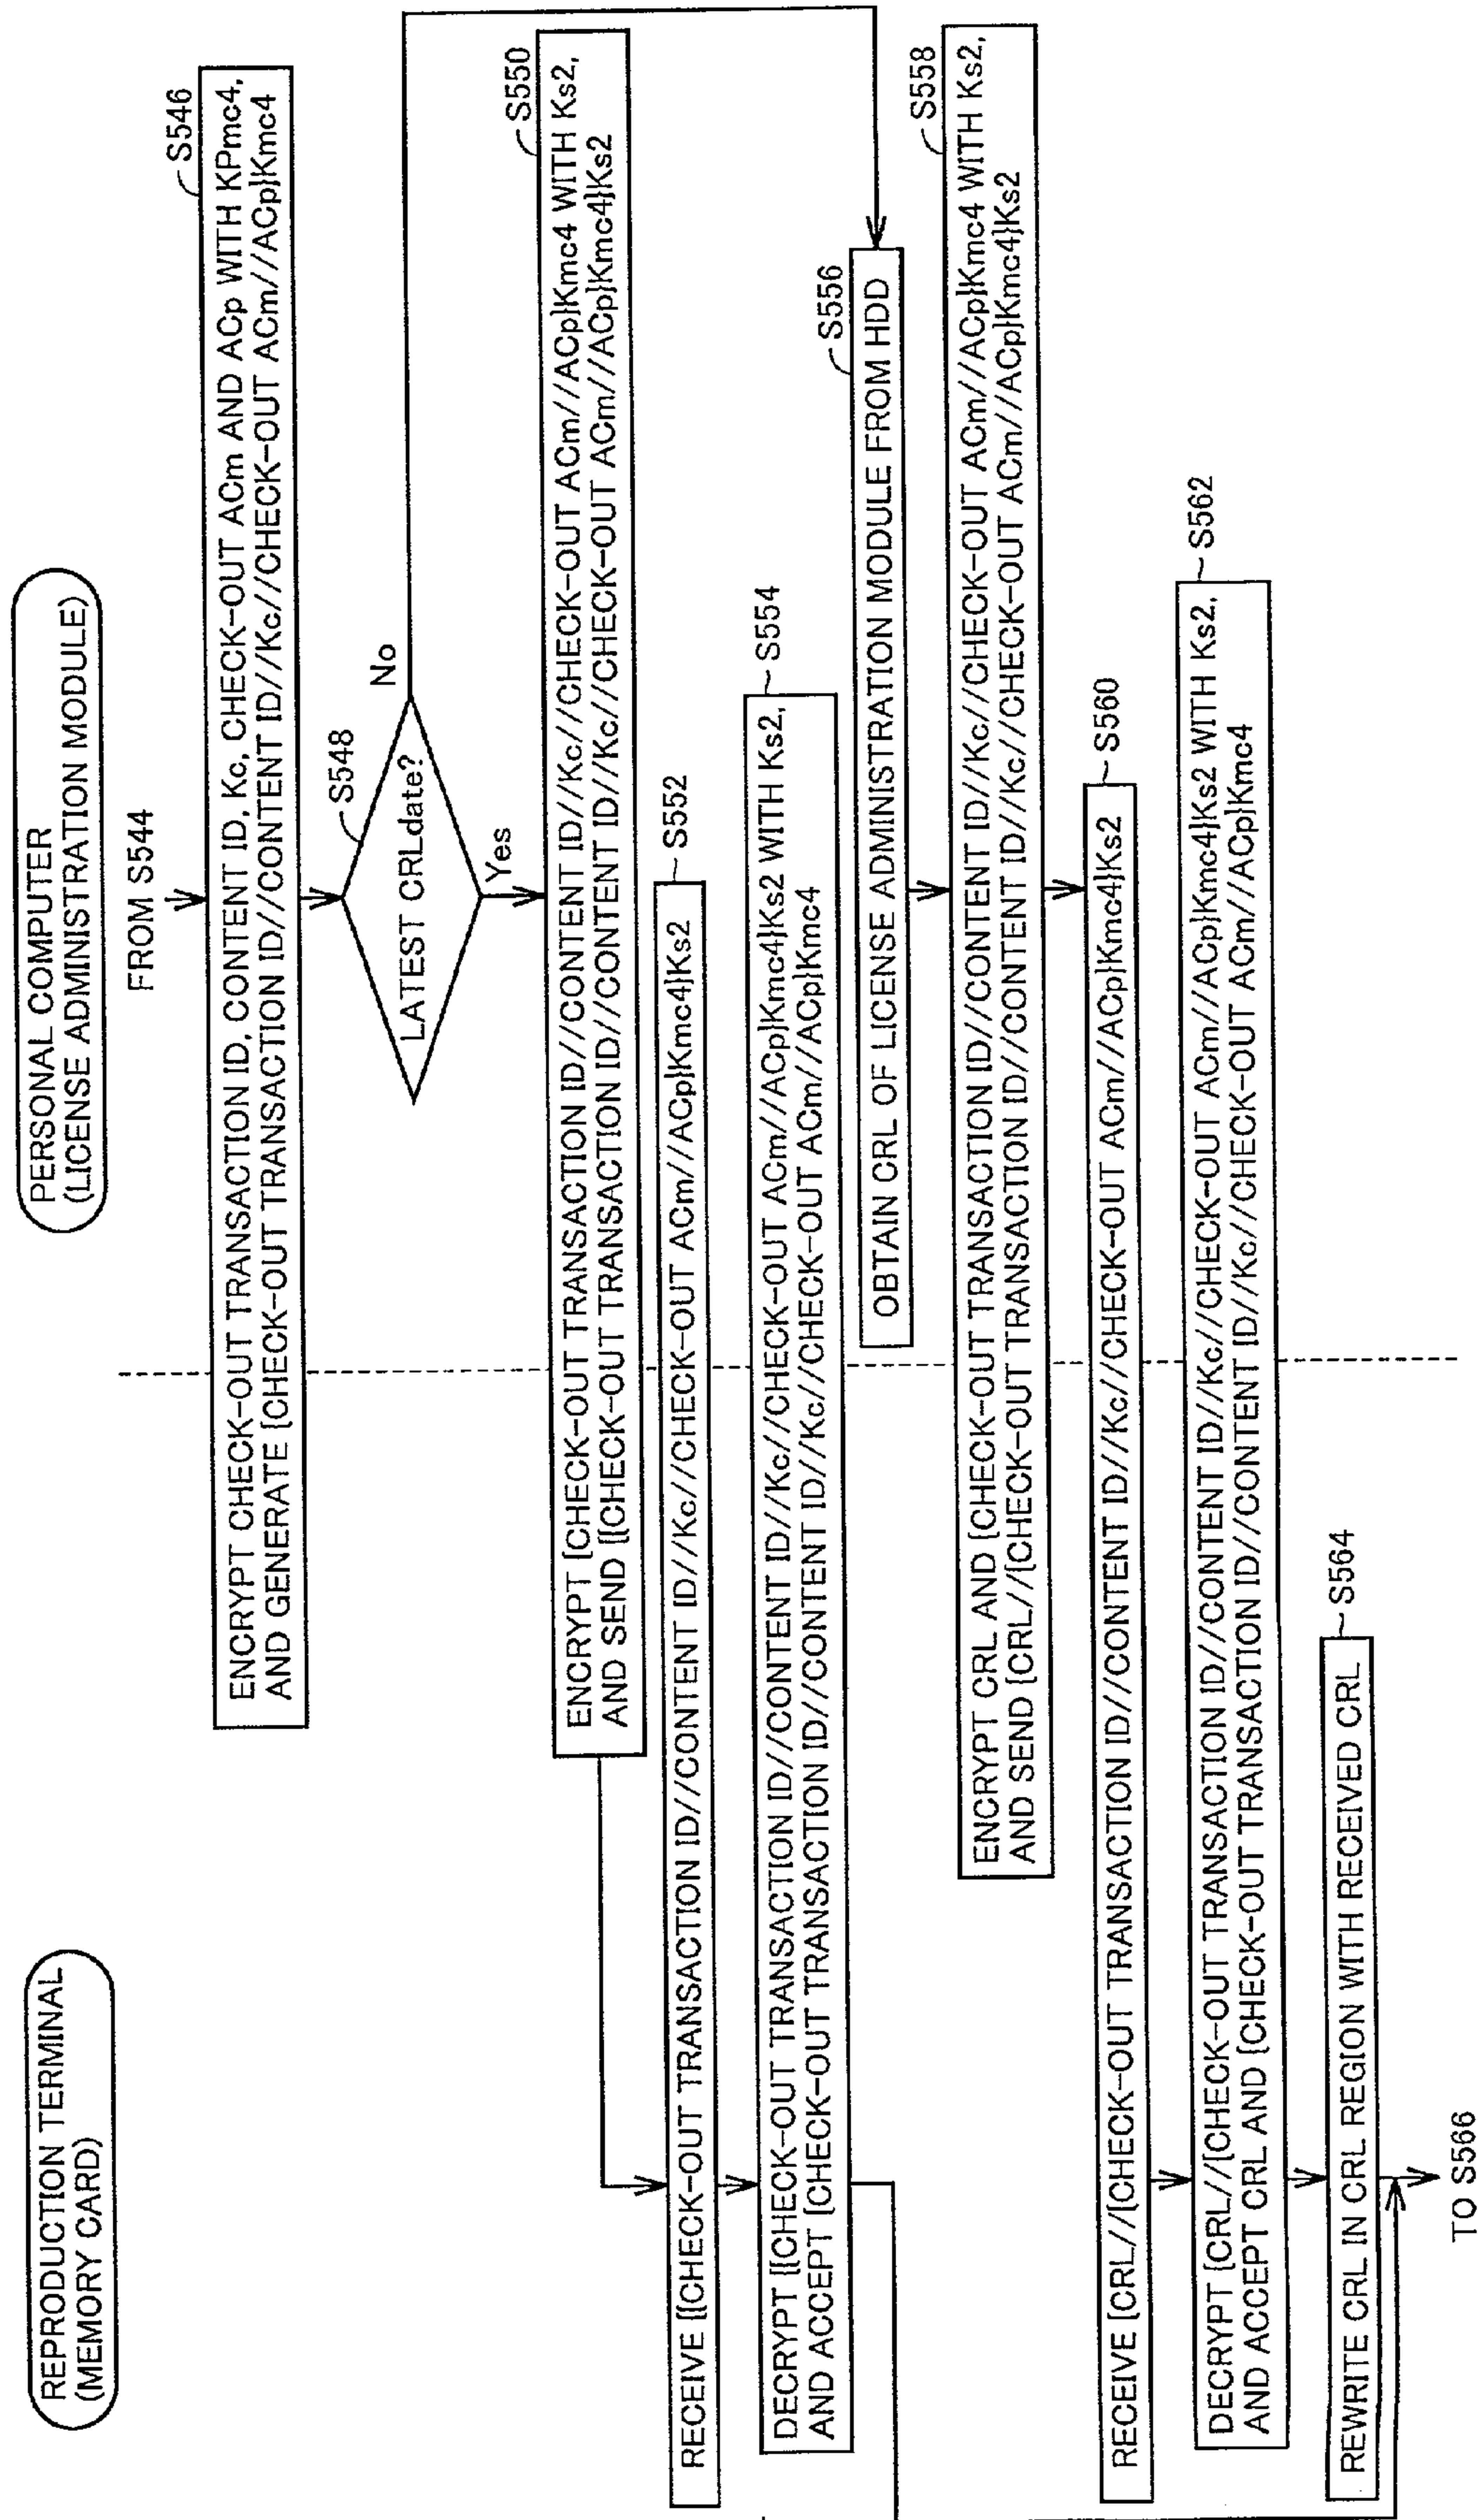 REPRODUCTION TERMINAL
(MEMORY CARD)
PERSONAL COMPUTER
(LICENSE ADMINISTRATION MODULE)
FROM S544
S546
ENCRYPT CHECK-OUT TRANSACTION ID, CONTENT ID, Kc, CHECK-OUT ACm AND ACp WITH KPmc4,
AND GENERATE {CHECK-OUT TRANSACTION ID//CONTENT ID//Kc//CHECK-OUT ACm//ACp}Kmc4
S548
LATEST CRLdate?
No
Yes
S550
ENCRYPT {CHECK-OUT TRANSACTION ID//CONTENT ID//Kc//CHECK-OUT ACm//ACp}Kmc4 WITH Ks2,
AND SEND {{CHECK-OUT TRANSACTION ID//CONTENT ID//Kc//CHECK-OUT ACm//ACp}Kmc4}Ks2
S552
RECEIVE {{CHECK-OUT TRANSACTION ID//CONTENT ID//Kc//CHECK-OUT ACm//ACp}Kmc4}Ks2
S554
DECRYPT {{CHECK-OUT TRANSACTION ID//CONTENT ID//Kc//CHECK-OUT ACm//ACp}Kmc4}Ks2 WITH Ks2,
AND ACCEPT {CHECK-OUT TRANSACTION ID//CONTENT ID//Kc//CHECK-OUT ACm//ACp}Kmc4
S556
OBTAIN CRL OF LICENSE ADMINISTRATION MODULE FROM HDD
S558
ENCRYPT CRL AND {CHECK-OUT TRANSACTION ID//CONTENT ID//Kc//CHECK-OUT ACm//ACp}Kmc4 WITH Ks2,
AND SEND {CRL//{CHECK-OUT TRANSACTION ID//CONTENT ID//Kc//CHECK-OUT ACm//ACp}Kmc4}Ks2
S560
RECEIVE {CRL//{CHECK-OUT TRANSACTION ID//CONTENT ID//Kc//CHECK-OUT ACm//ACp}Kmc4}Ks2
S562
DECRYPT {CRL//{CHECK-OUT TRANSACTION ID//CONTENT ID//Kc//CHECK-OUT ACm//ACp}Kmc4}Ks2 WITH Ks2,
AND ACCEPT CRL AND {CHECK-OUT TRANSACTION ID//CONTENT ID//Kc//CHECK-OUT ACm//ACp}Kmc4
S564
REWRITE CRL IN CRL REGION WITH RECEIVED CRL
TO S566